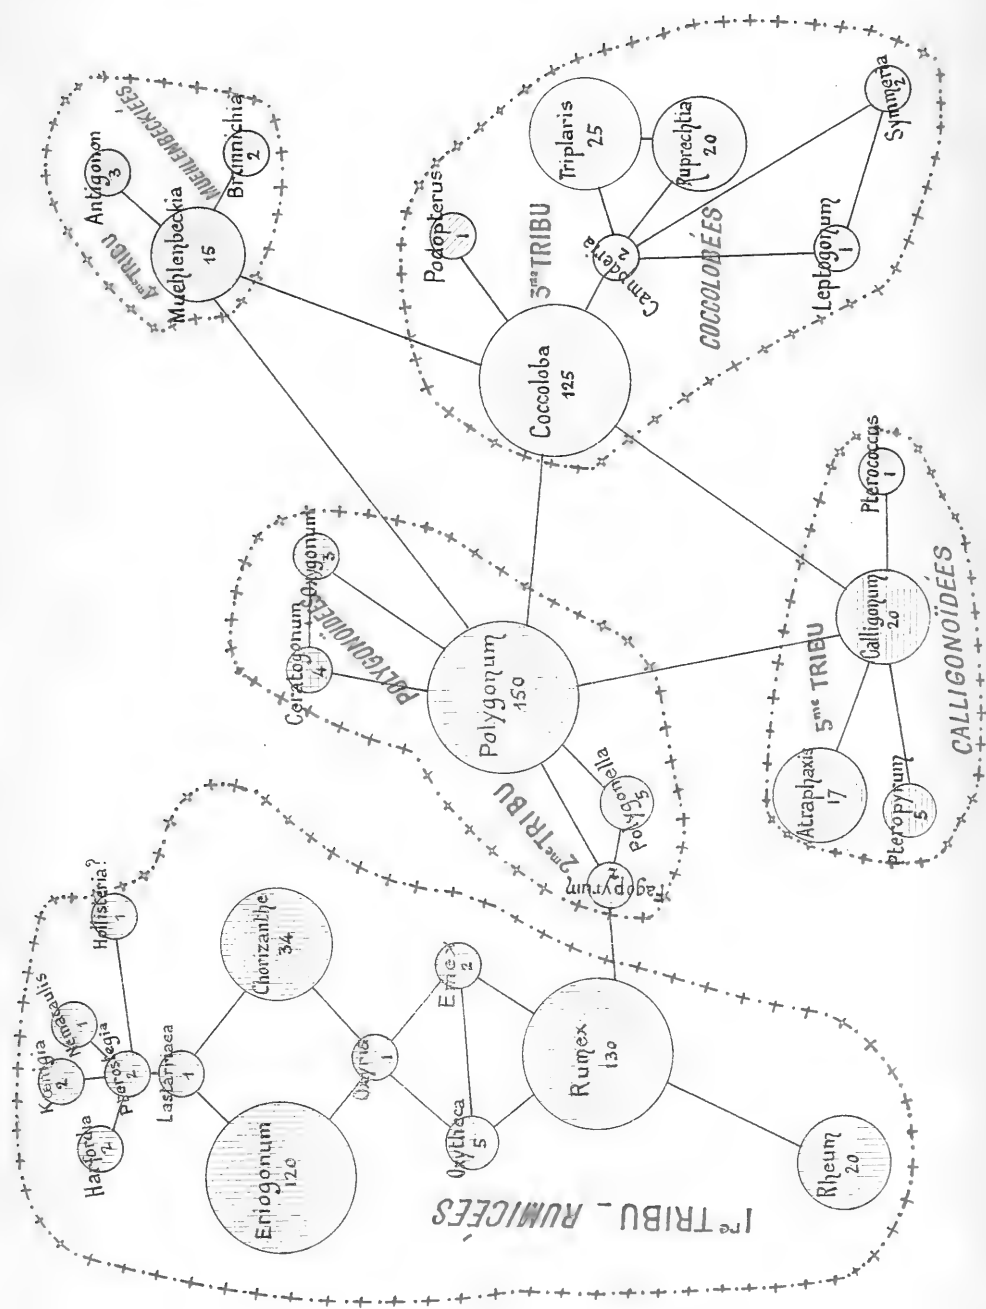 4me TRIBU
MUEHLENBECKIÉES
Antigonon
3
Brunnichia
2
Muehlenbeckia
15
3me TRIBU
COCCOLOBÉES
Podopterus
1
Triplaris
25
Ruprechtia
20
Symmeria
2
Campderia
2
Leptogonum
1
Coccoloba
125
2me TRIBU
POLYGONOÏDÉES
Ceratogonum
4
Oxygonum
3
Polygonum
150
Polygonella
5
Fagopyrum
2
5me TRIBU
CALLIGONOÏDÉES
Pterococcus
1
Calligonum
20
Atraphaxis
17
Pteropyrum
5
1re TRIBU _ RUMICÉES
Hollisteria?
1
Nemacaulis
1
Kœnigia
2
Harfordia
2
Pterostegia
2
Lastarriaea
1
Chorizanthe
34
Eriogonum
120
Oxyria
1
Emex
2
Oxytheca
5
Rumex
130
Rheum
20